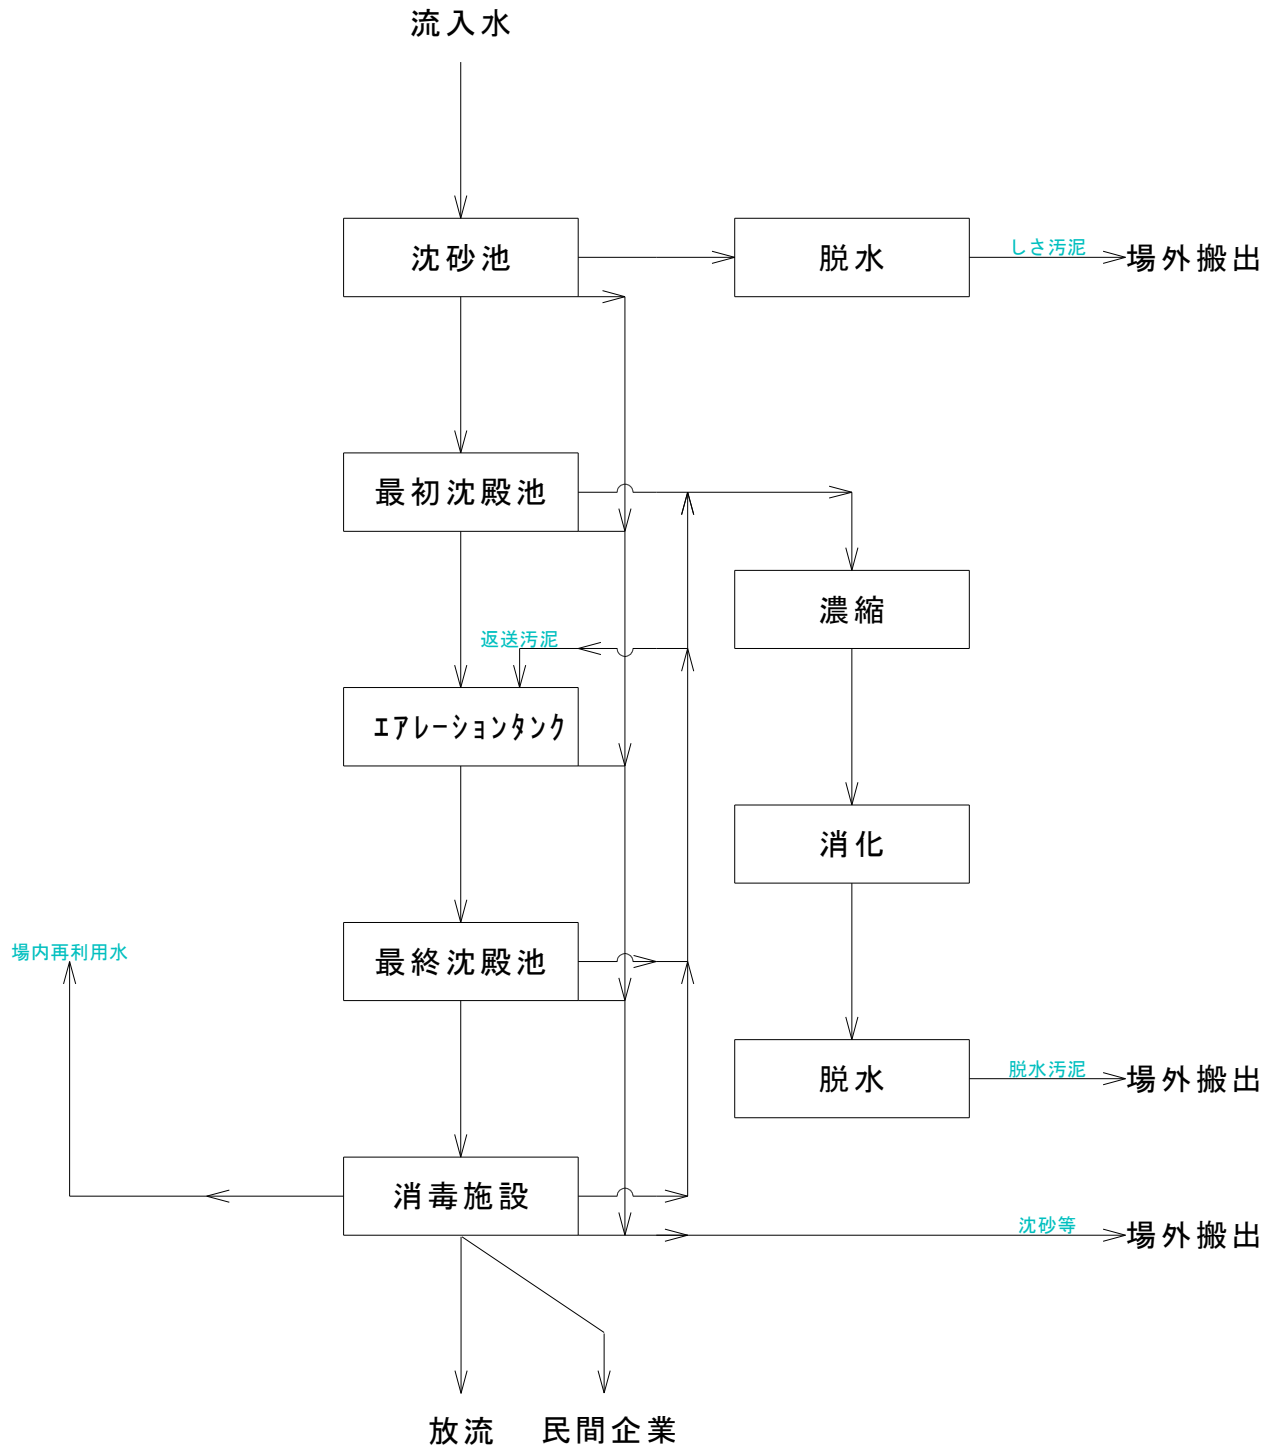 流入水
沈砂池
脱水
しさ汚泥
場外搬出
最初沈殿池
濃縮
返送汚泥
ｴｱﾚｰｼｮﾝﾀﾝｸ
消化
最終沈殿池
場内再利用水
脱水
脱水汚泥
場外搬出
消毒施設
沈砂等
場外搬出
放流
民間企業